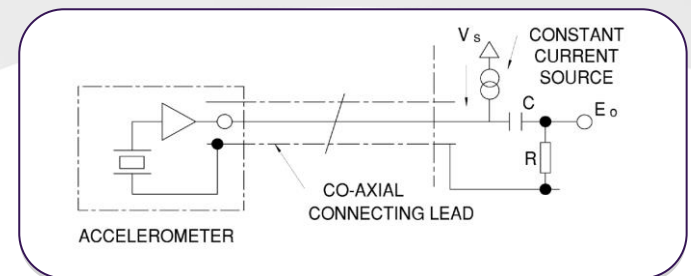 V s
CONSTANT
CURRENT
SOURCE
C
E o
R
CO-AXIAL
CONNECTING LEAD
ACCELEROMETER